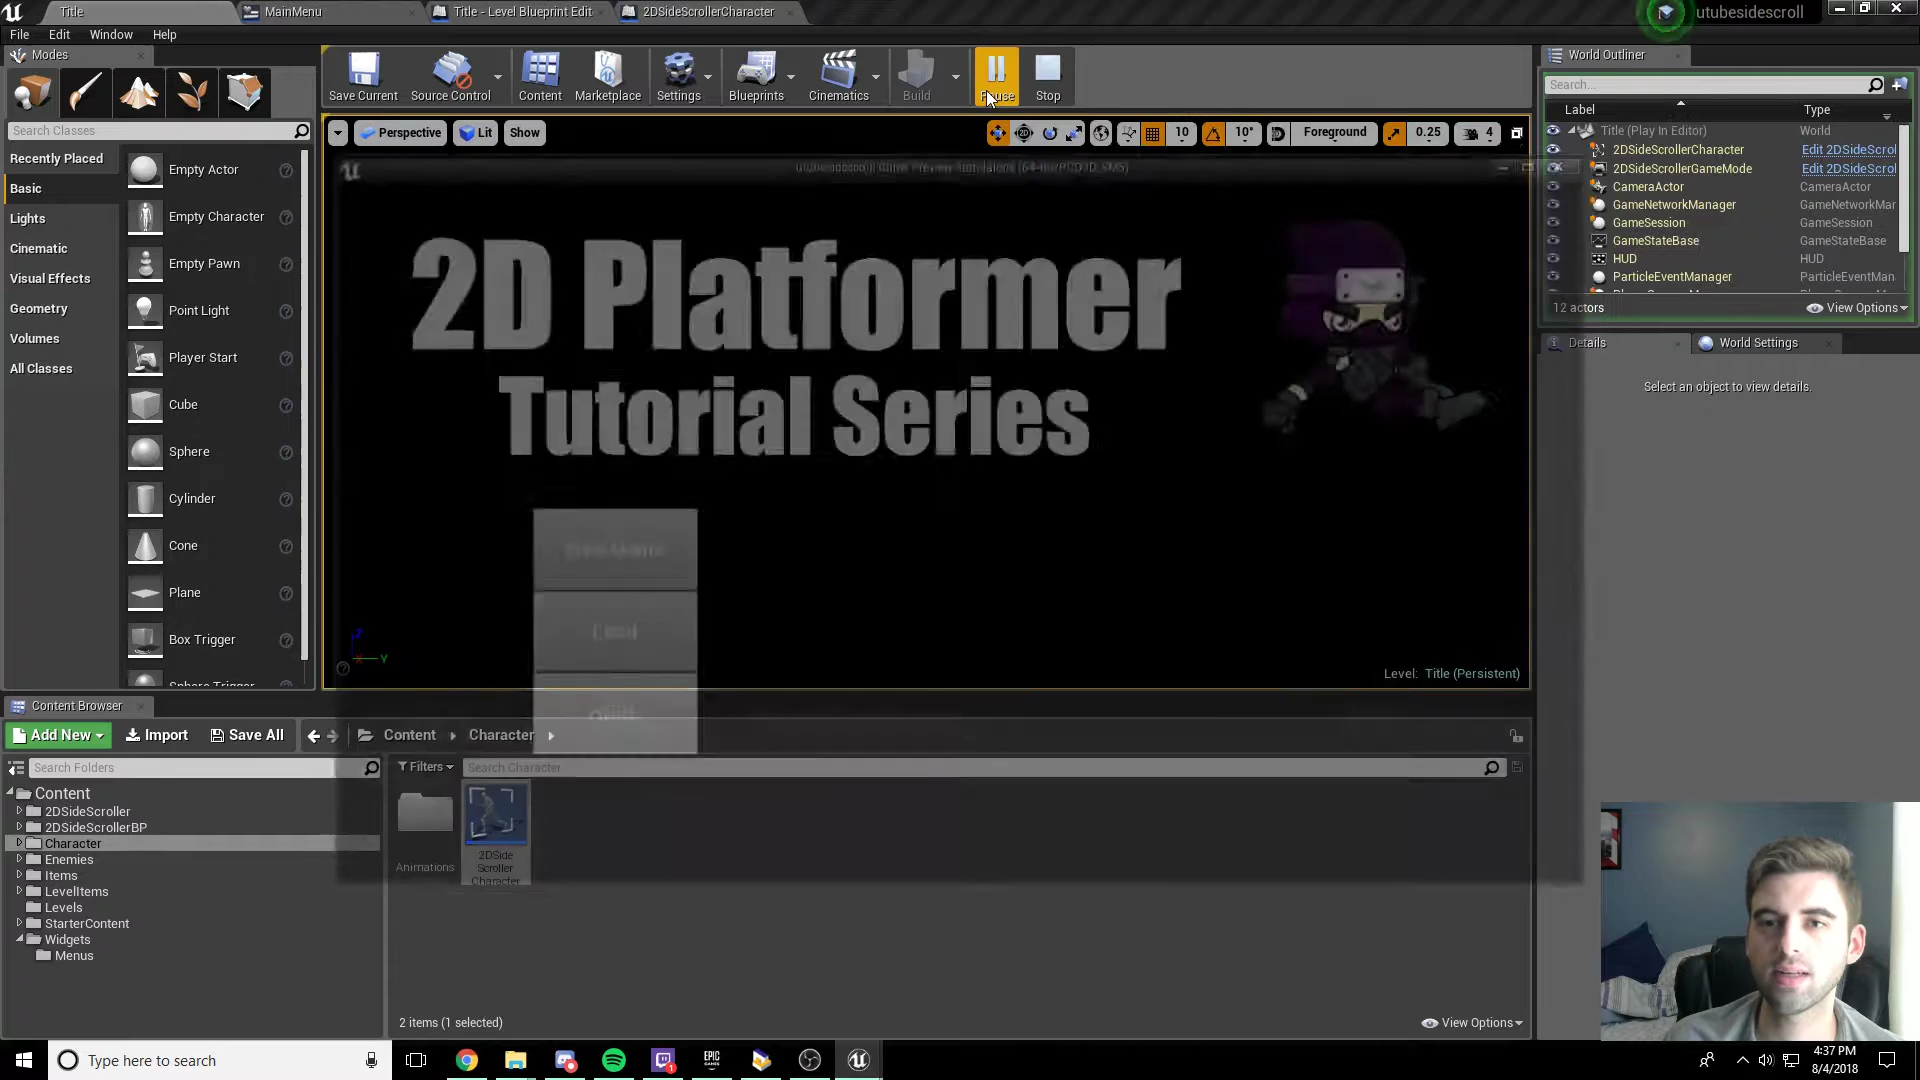 Title
MainMenu
Title - Level Blueprint Edit
2DSideScrollerCharacter
utubesidescroll
File
Edit
Window
Help
Modes
Save Current
Source Control
Content
Marketplace
Settings
Blueprints
Cinematics
Build
Pause
Stop
World Outliner
Search...
Label
Type
Search Classes
Perspective
Lit
Show
10
10°
Foreground
0.25
4
Title (Play In Editor)
World
2DSideScrollerCharacter
Edit 2DSideScrol
2DSideScrollerGameMode
Edit 2DSideScrol
CameraActor
CameraActor
GameNetworkManager
GameNetworkMar
GameSession
GameSession
GameStateBase
GameStateBase
HUD
HUD
ParticleEventManager
ParticleEventMan
12 actors
View Options
Recently Placed
Basic
Lights
Cinematic
Visual Effects
Geometry
Volumes
All Classes
Empty Actor
Empty Character
Empty Pawn
Point Light
Player Start
Cube
Sphere
Cylinder
Cone
Plane
Box Trigger
Sphere Trigger
2D Platformer
Tutorial Series
Load
Z
X
Y
Level: Title (Persistent)
Details
World Settings
Select an object to view details.
Content Browser
Add New
Import
Save All
Content
Character
Search Folders
Filters
Search Character
Content
2DSideScroller
2DSideScrollerBP
Character
Enemies
Items
LevelItems
Levels
StarterContent
Widgets
Menus
Animations
2DSide
Scroller
Character
2 items (1 selected)
View Options
Type here to search
EPIC
GAMES
1
4:37 PM
8/4/2018